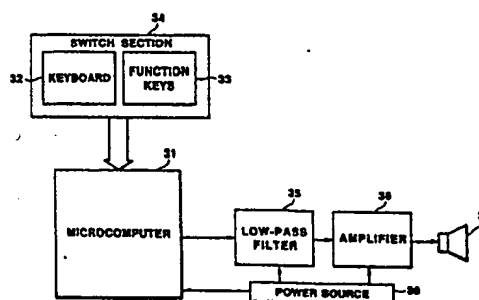 34
SWITCH SECTION
32
KEYBOARD
FUNCTION
KEYS
33
31
MICROCOMPUTER
35
LOW-PASS
FILTER
36
AMPLIFIER
POWER SOURCE